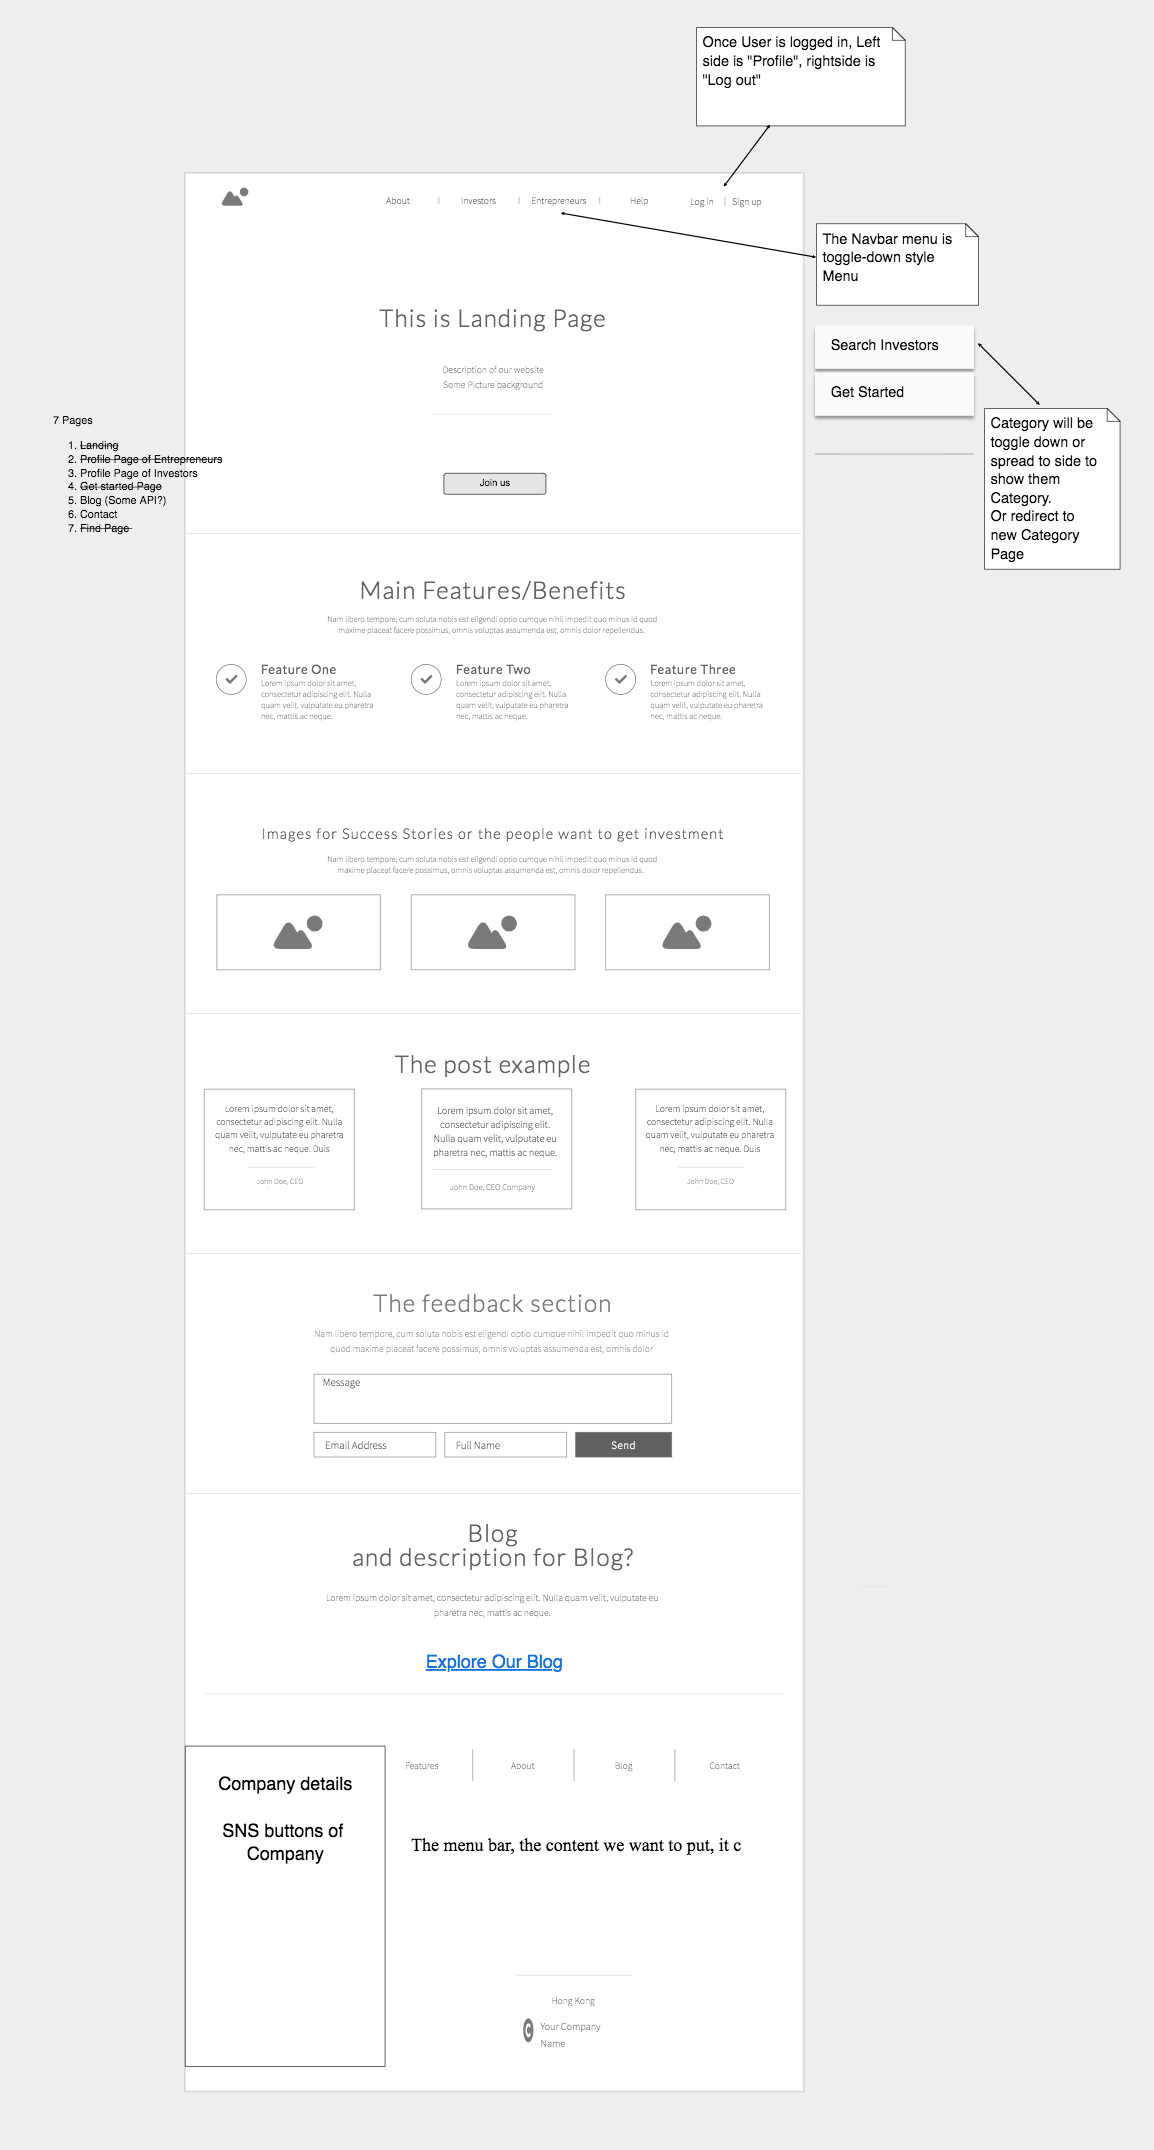 Once User is logged in, Left
side is "Profile", rightside is
"Log out"
About | Investors | Entrepreneurs | Help
Log in | Sign up
The Navbar menu is
toggle-down style
Menu
This is Landing Page
Description of our website
Some Picture background
Join us
Search Investors
Get Started
Category will be
toggle down or
spread to side to
show them
Category.
Or redirect to
new Category
Page
7 Pages
1. Landing
2. Profile Page of Entrepreneurs
3. Profile Page of Investors
4. Get started Page
5. Blog (Some API?)
6. Contact
7. Find Page
Main Features/Benefits
Nam libero tempore, cum soluta nobis est eligendi optio cumque nihil impedit quo minus id quod
maxime placeat facere possimus, omnis voluptas assumenda est, omnis dolor repellendus.
Feature One
Lorem ipsum dolor sit amet,
consectetur adipiscing elit. Nulla
quam velit, vulputate eu pharetra
nec, mattis ac neque.
Feature Two
Lorem ipsum dolor sit amet,
consectetur adipiscing elit. Nulla
quam velit, vulputate eu pharetra
nec, mattis ac neque.
Feature Three
Lorem ipsum dolor sit amet,
consectetur adipiscing elit. Nulla
quam velit, vulputate eu pharetra
nec, mattis ac neque.
Images for Success Stories or the people want to get investment
Nam libero tempore, cum soluta nobis est eligendi optio cumque nihil impedit quo minus id quod
maxime placeat facere possimus, omnis voluptas assumenda est, omnis dolor repellendus.
The post example
Lorem ipsum dolor sit amet,
consectetur adipiscing elit. Nulla
quam velit, vulputate eu pharetra
nec, mattis ac neque. Duis
John Doe, CEO
Lorem ipsum dolor sit amet,
consectetur adipiscing elit.
Nulla quam velit, vulputate eu
pharetra nec, mattis ac neque.
John Doe, CEO Company
Lorem ipsum dolor sit amet,
consectetur adipiscing elit. Nulla
quam velit, vulputate eu pharetra
nec, mattis ac neque. Duis
John Doe, CEO
The feedback section
Nam libero tempore, cum soluta nobis est eligendi optio cumque nihil impedit quo minus id
quod maxime placeat facere possimus, omnis voluptas assumenda est, omnis dolor
Message
Email Address
Full Name
Send
Blog
and description for Blog?
Lorem ipsum dolor sit amet, consectetur adipiscing elit. Nulla quam velit, vulputate eu
pharetra nec, mattis ac neque.
Explore Our Blog
Company details
SNS buttons of
Company
Features
About
Blog
Contact
The menu bar, the content we want to put, it c
Hong Kong
© Your Company
Name